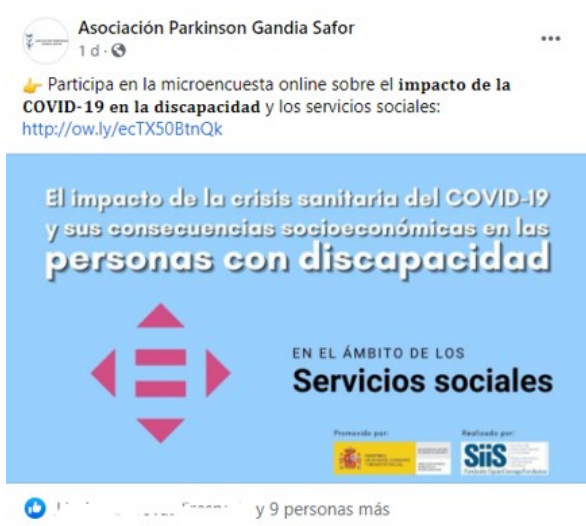 Asociación Parkinson Gandia Safor
1 d ·
👉 Participa en la microencuesta online sobre el impacto de la
COVID-19 en la discapacidad y los servicios sociales:
http://ow.ly/ecTX50BtnQk
El impacto de la crisis sanitaria del COVID-19
y sus consecuencias socioeconómicas en las
personas con discapacidad
EN EL ÁMBITO DE LOS
Servicios sociales
Promovido por:
Realizado por:
SiiS
y 9 personas más